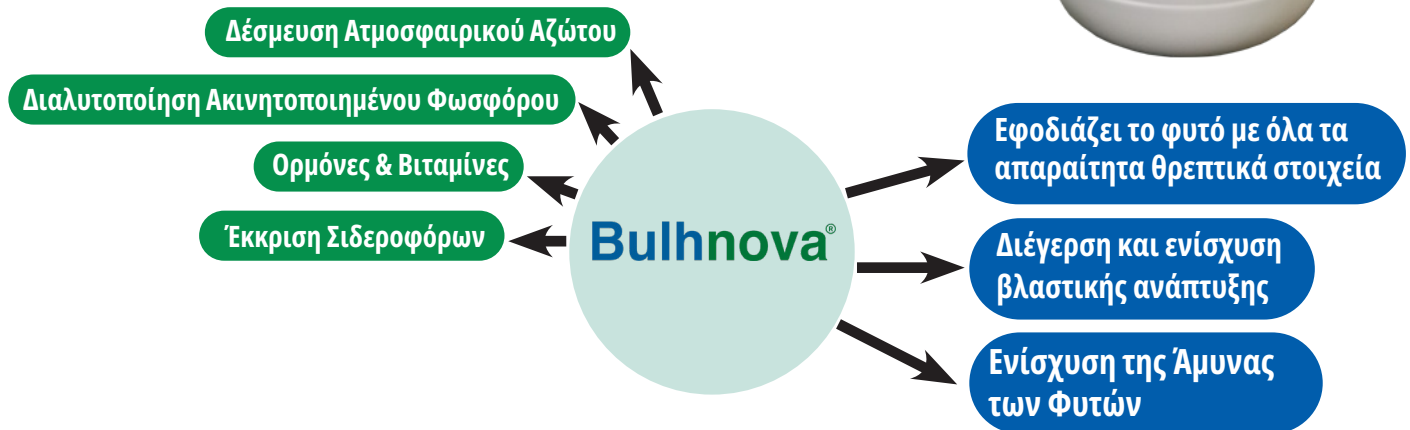 Δέσμευση Ατμοσφαιρικού Αζώτου
Διαλυτοποίηση Ακινητοποιημένου Φωσφόρου
Ορμόνες & Βιταμίνες
Έκκριση Σιδεροφόρων
Bulhnova®
Εφοδιάζει το φυτό με όλα τα
απαραίτητα θρεπτικά στοιχεία
Διέγερση και ενίσχυση
βλαστικής ανάπτυξης
Ενίσχυση της Άμυνας
των Φυτών